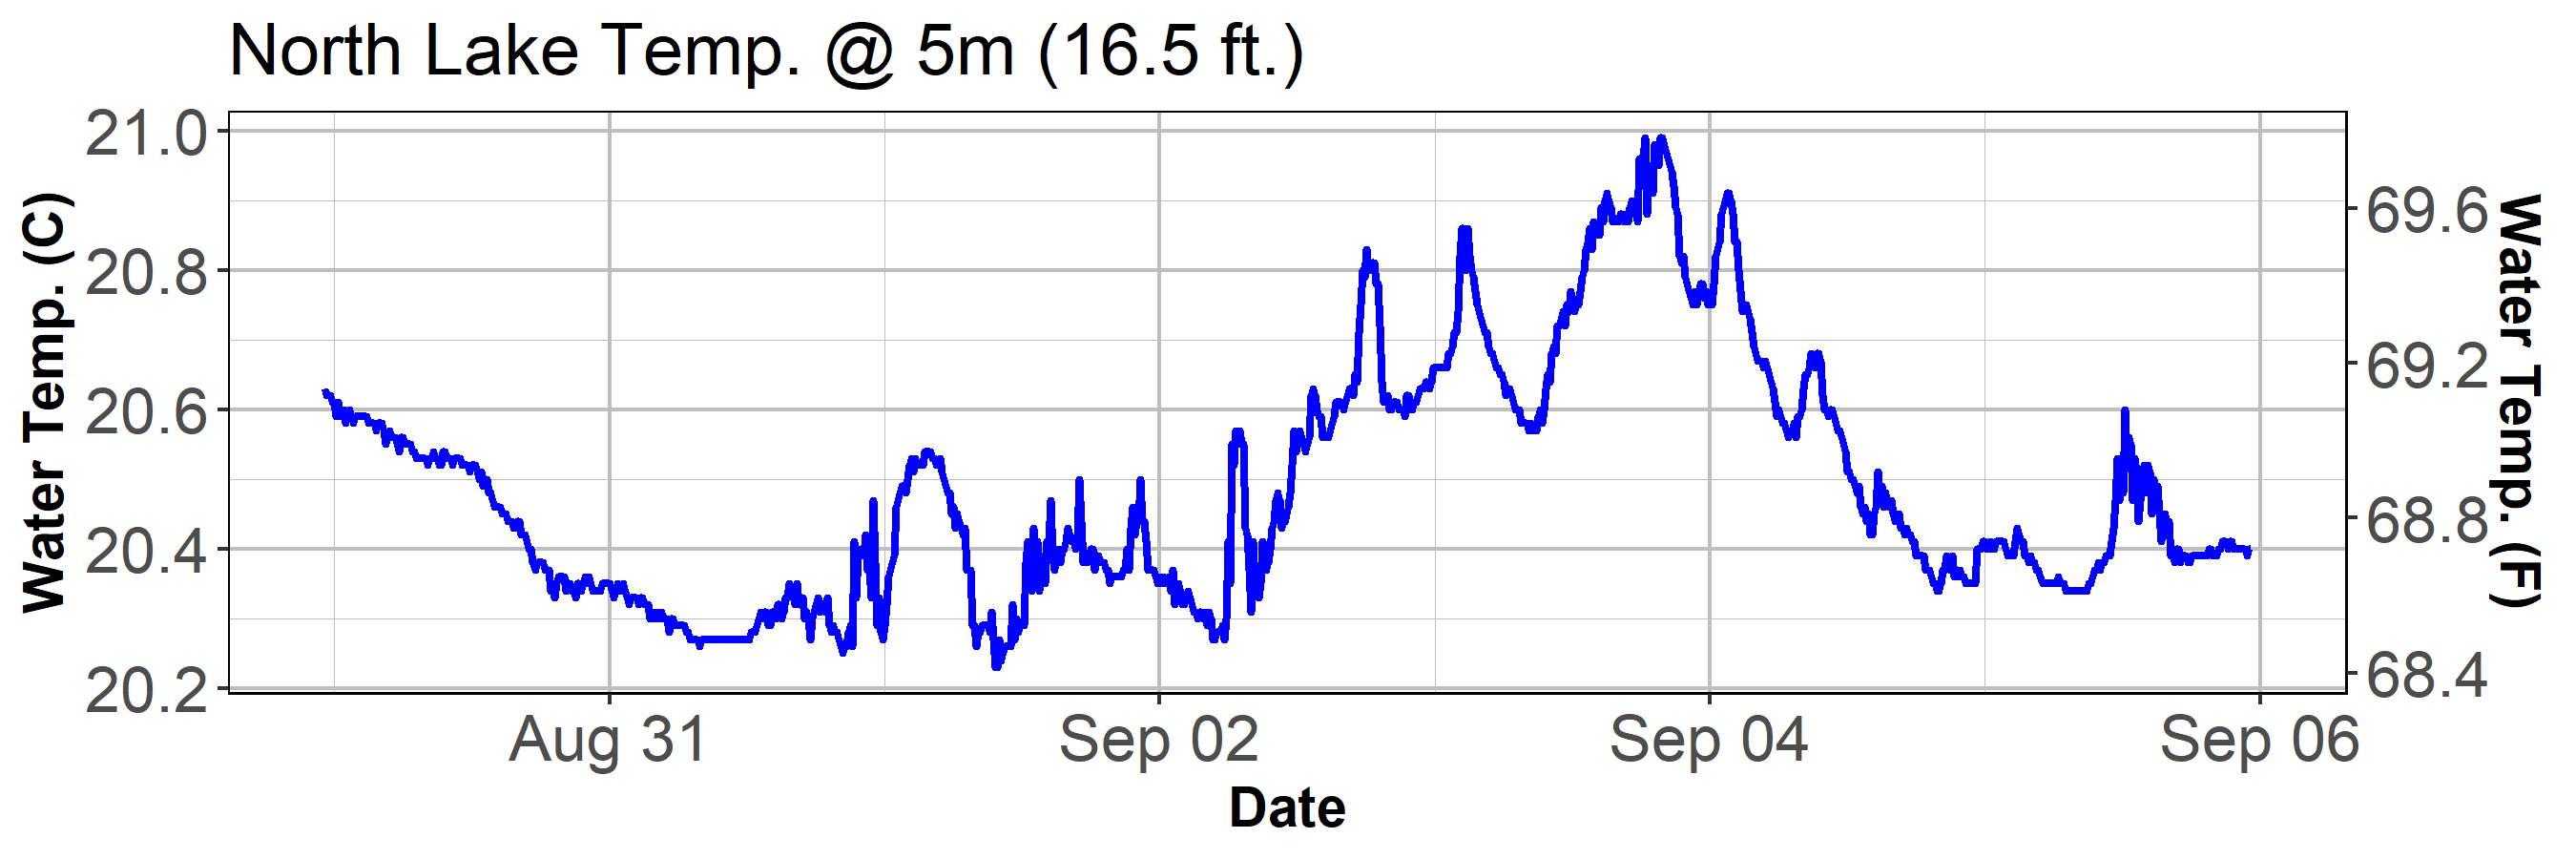 North Lake Temp. @ 5m (16.5 ft.)
Water Temp. (C)
21.0
20.8
20.6
20.4
20.2
69.6
69.2
68.8
68.4
Water Temp. (F)
Aug 31
Sep 02
Sep 04
Sep 06
Date